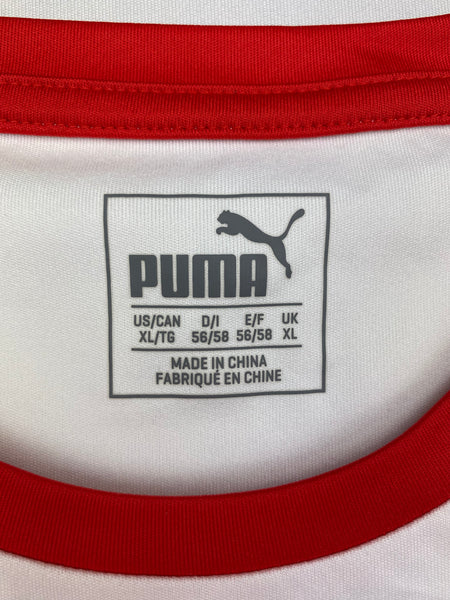 PUMA
US/CAN D/I E/F UK
XL/TG 56/58 56/58 XL
MADE IN CHINA
FABRIQUÉ EN CHINE